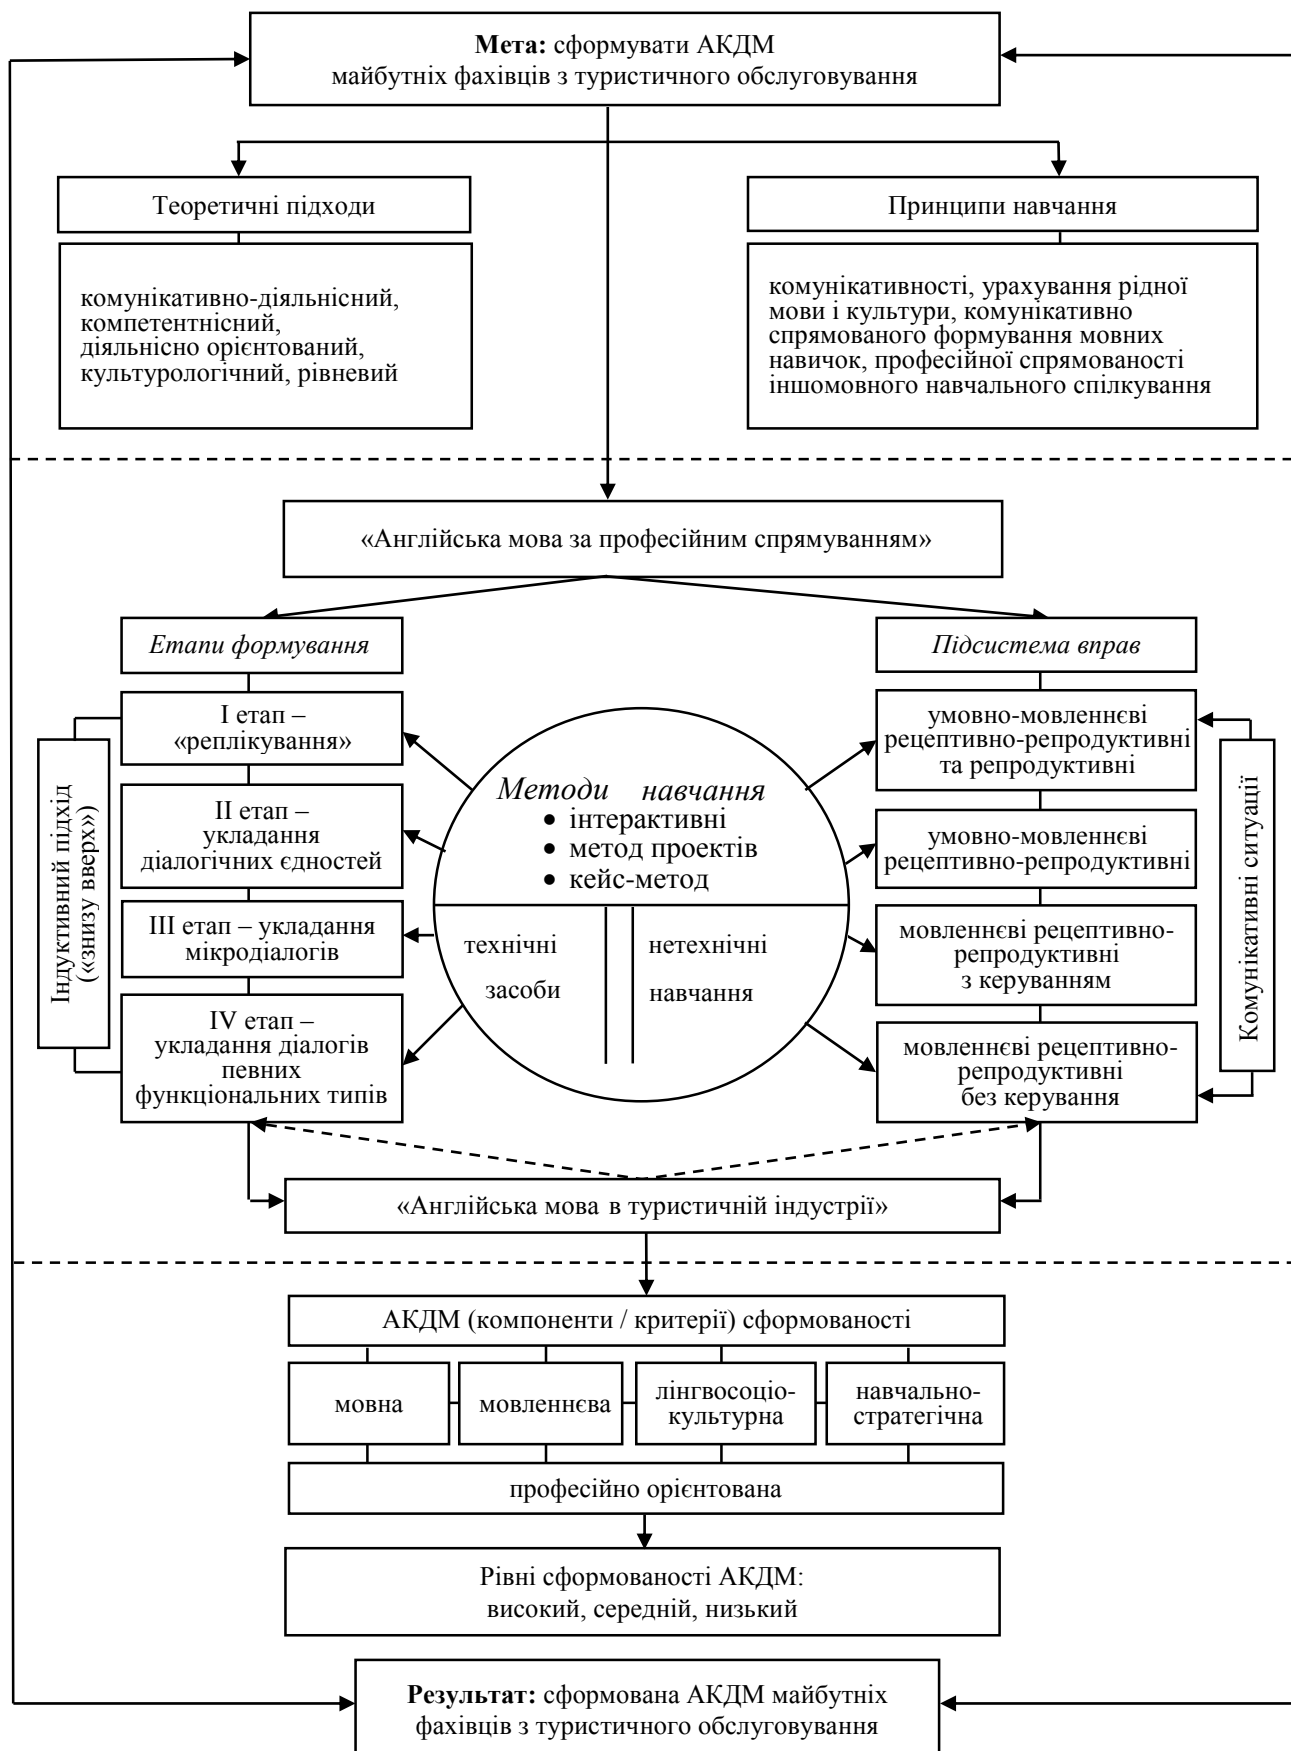 Мета: сформувати АКДМ
майбутніх фахівців з туристичного обслуговування
Теоретичні підходи
Принципи навчання
комунікативно-діяльнісний,
компетентнісний,
діяльнісно орієнтований,
культурологічний, рівневий
комунікативності, урахування рідної
мови і культури, комунікативно
спрямованого формування мовних
навичок, професійної спрямованості
іншомовного навчального спілкування
«Англійська мова за професійним спрямуванням»
Етапи формування
Підсистема вправ
Індуктивний підхід
(«знизу вверх»)
І етап –
«реплікування»
ІІ етап –
укладання
діалогічних єдностей
ІІІ етап – укладання
мікродіалогів
IV етап –
укладання діалогів
певних
функціональних типів
Методи навчання
• інтерактивні
• метод проектів
• кейс-метод
технічні нетехнічні
засоби навчання
умовно-мовленнєві
рецептивно-репродуктивні
та репродуктивні
умовно-мовленнєві
рецептивно-репродуктивні
мовленнєві рецептивно-
репродуктивні
з керуванням
мовленнєві рецептивно-
репродуктивні
без керування
Комунікативні ситуації
«Англійська мова в туристичній індустрії»
АКДМ (компоненти / критерії) сформованості
мовна
мовленнєва
лінгвосоціо-
культурна
навчально-
стратегічна
професійно орієнтована
Рівні сформованості АКДМ:
високий, середній, низький
Результат: сформована АКДМ майбутніх
фахівців з туристичного обслуговування